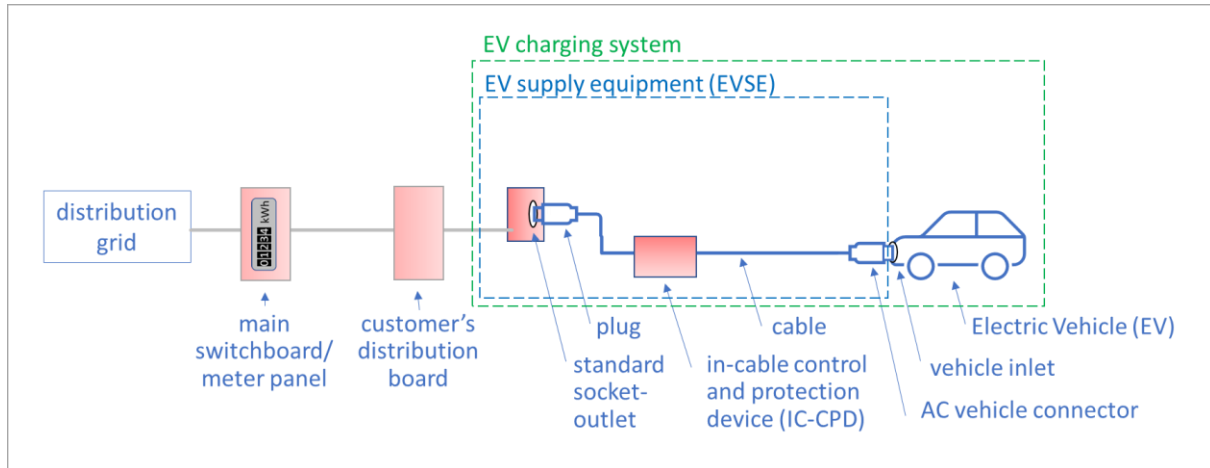 EV charging system
EV supply equipment (EVSE)
distribution
grid
01234 kWh
main
switchboard/
meter panel
customer's
distribution
board
plug
standard
socket-
outlet
cable
in-cable control
and protection
device (IC-CPD)
Electric Vehicle (EV)
vehicle inlet
AC vehicle connector